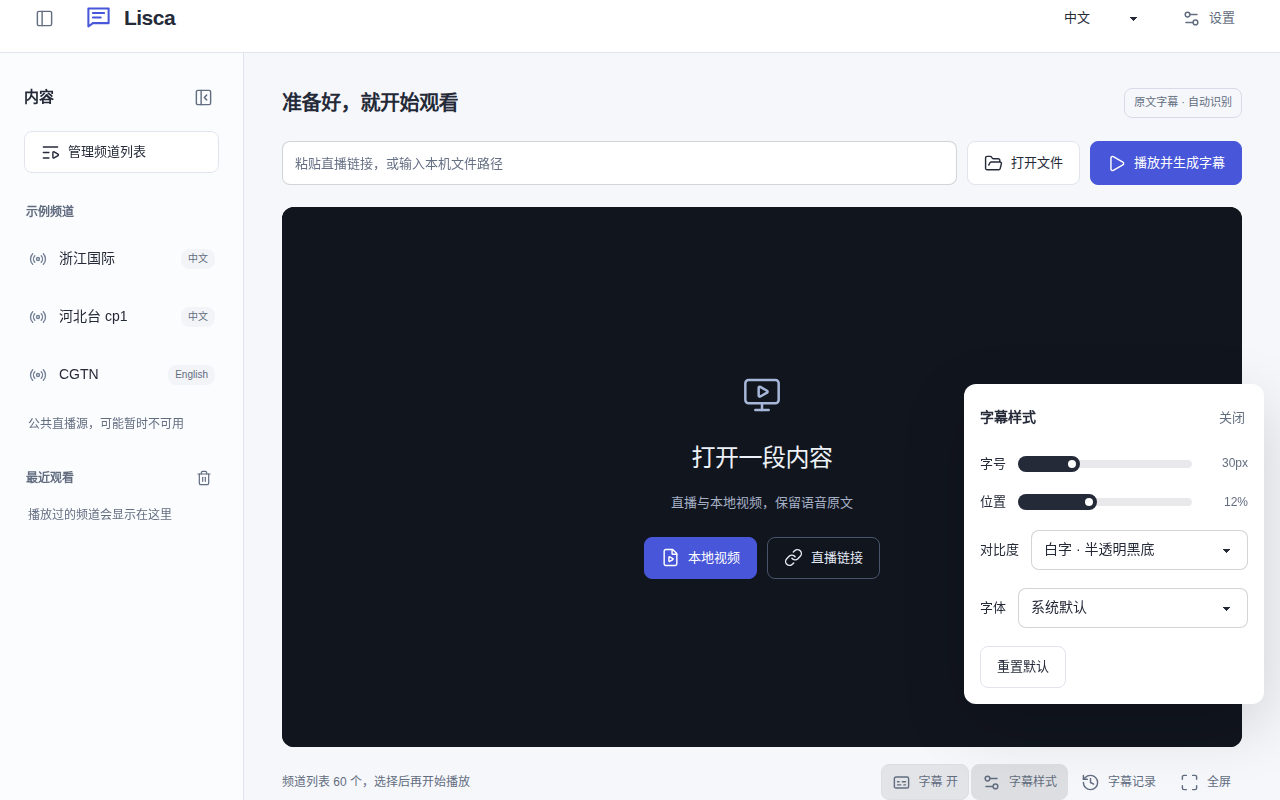 Lisca
中文
设置
内容
管理频道列表
示例频道
浙江国际 中文
河北台 cp1 中文
CGTN English
公共直播源，可能暂时不可用
最近观看
播放过的频道会显示在这里
准备好，就开始观看
原文字幕 · 自动识别
粘贴直播链接，或输入本机文件路径
打开文件
播放并生成字幕
打开一段内容
直播与本地视频，保留语音原文
本地视频
直播链接
字幕样式 关闭
字号 30px
位置 12%
对比度 白字 · 半透明黑底
字体 系统默认
重置默认
频道列表 60 个，选择后再开始播放
字幕 开
字幕样式
字幕记录
全屏